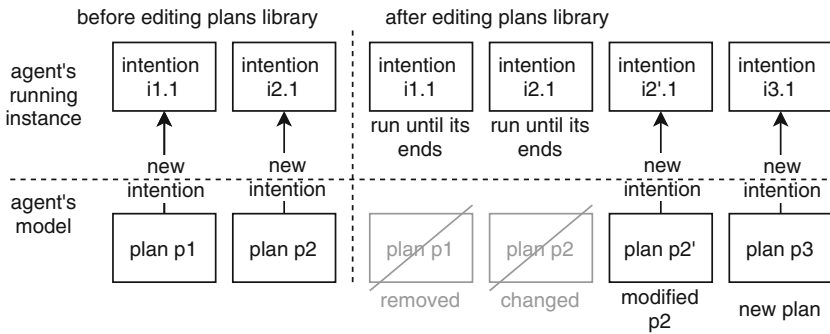 before editing plans library
after editing plans library
agent's
running
instance
intention
i1.1
intention
i2.1
intention
i1.1
intention
i2.1
intention
i2'.1
intention
i3.1
run until its
ends
run until its
ends
new
intention
new
intention
new
intention
new
intention
agent's
model
plan p1
plan p2
plan p1
plan p2
plan p2'
plan p3
removed
changed
modified
p2
new plan